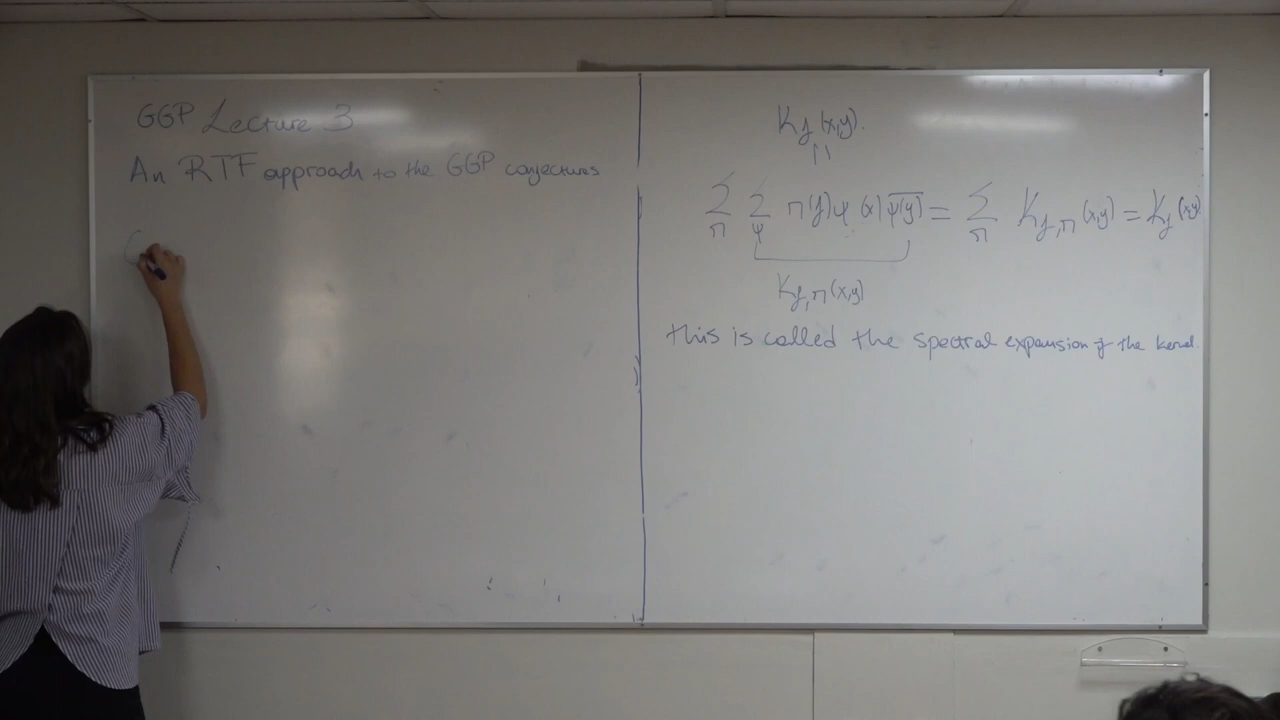 GGP Lecture 3
An RTF approach to the GGP conjectures
K_f(x,y).
||
Σ_π Σ_ψ π(f)ψ(x) \overline{ψ(y)} = Σ_π K_{f,π}(x,y) = K_f(x,y)
K_{f,π}(x,y)
this is called the spectral expansion of the kernel.